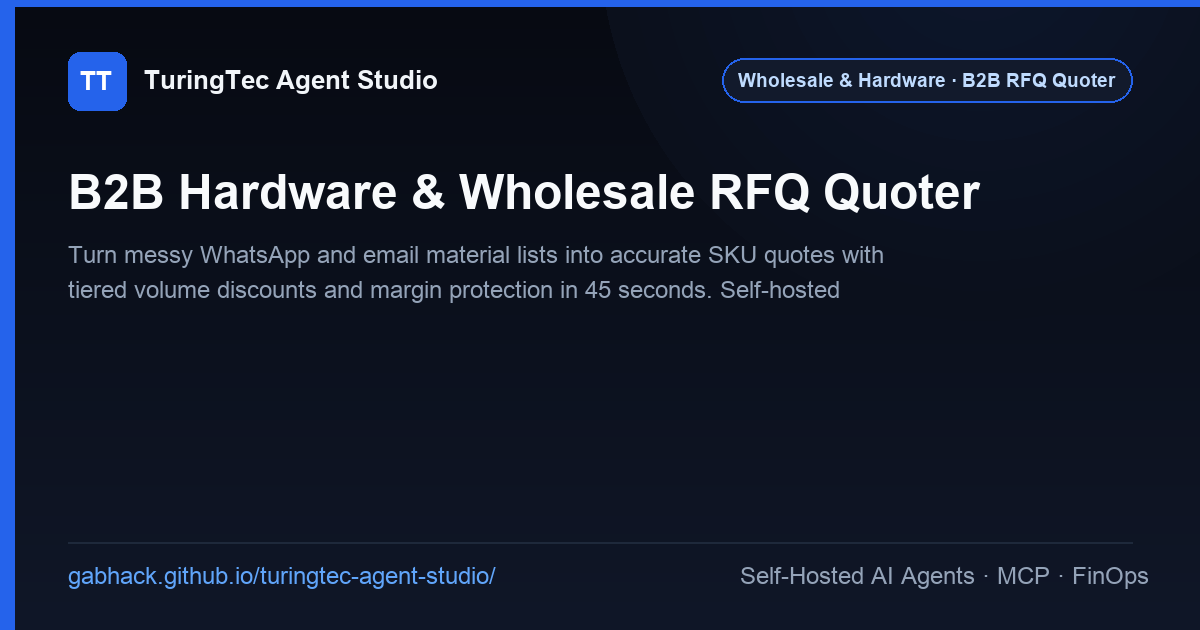 TT
TuringTec Agent Studio
Wholesale & Hardware · B2B RFQ Quoter
B2B Hardware & Wholesale RFQ Quoter
Turn messy WhatsApp and email material lists into accurate SKU quotes with
tiered volume discounts and margin protection in 45 seconds. Self-hosted
gabhack.github.io/turingtec-agent-studio/
Self-Hosted AI Agents · MCP · FinOps